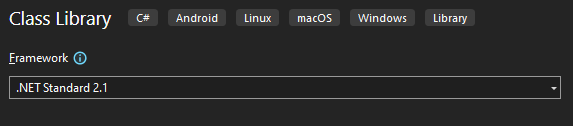 Class Library C# Android Linux macOS Windows Library
Framework
.NET Standard 2.1